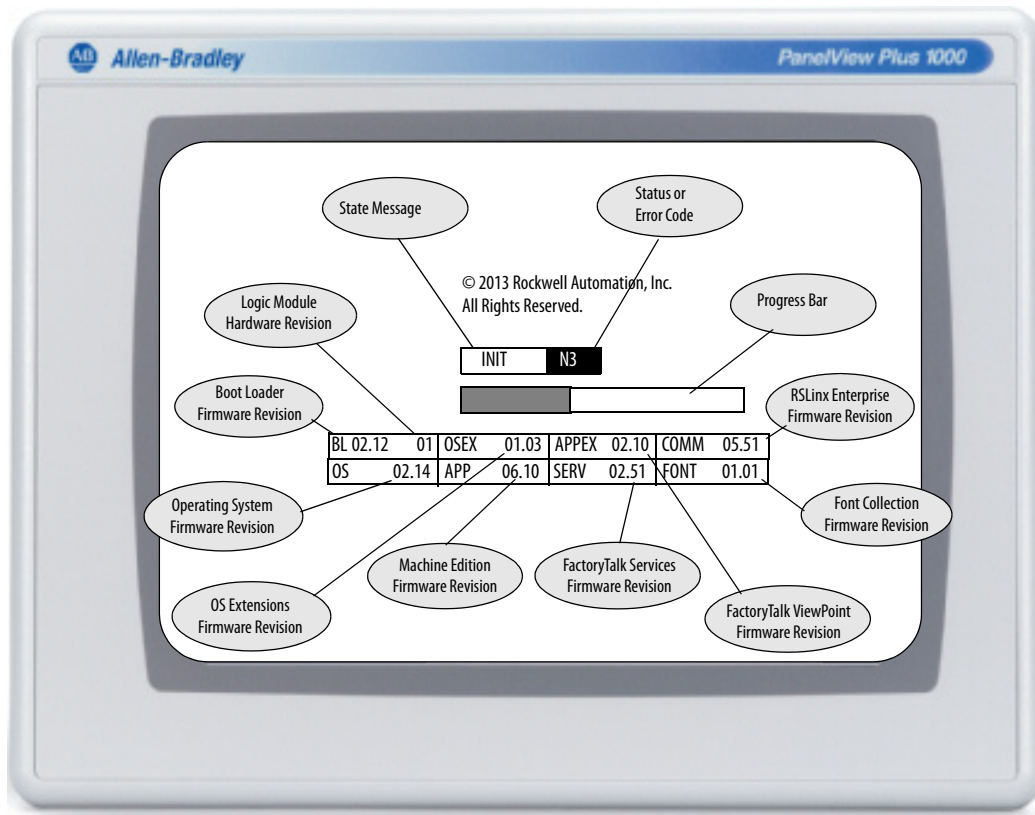 AB Allen-Bradley
PanelView Plus 1000
State Message
Status or
Error Code
© 2013 Rockwell Automation, Inc.
All Rights Reserved.
Logic Module
Hardware Revision
Progress Bar
INIT N3
Boot Loader
Firmware Revision
RSLinx Enterprise
Firmware Revision
BL 02.12 01 OSEX 01.03 APPEX 02.10 COMM 05.51
OS 02.14 APP 06.10 SERV 02.51 FONT 01.01
Operating System
Firmware Revision
Font Collection
Firmware Revision
Machine Edition
Firmware Revision
FactoryTalk Services
Firmware Revision
OS Extensions
Firmware Revision
FactoryTalk ViewPoint
Firmware Revision